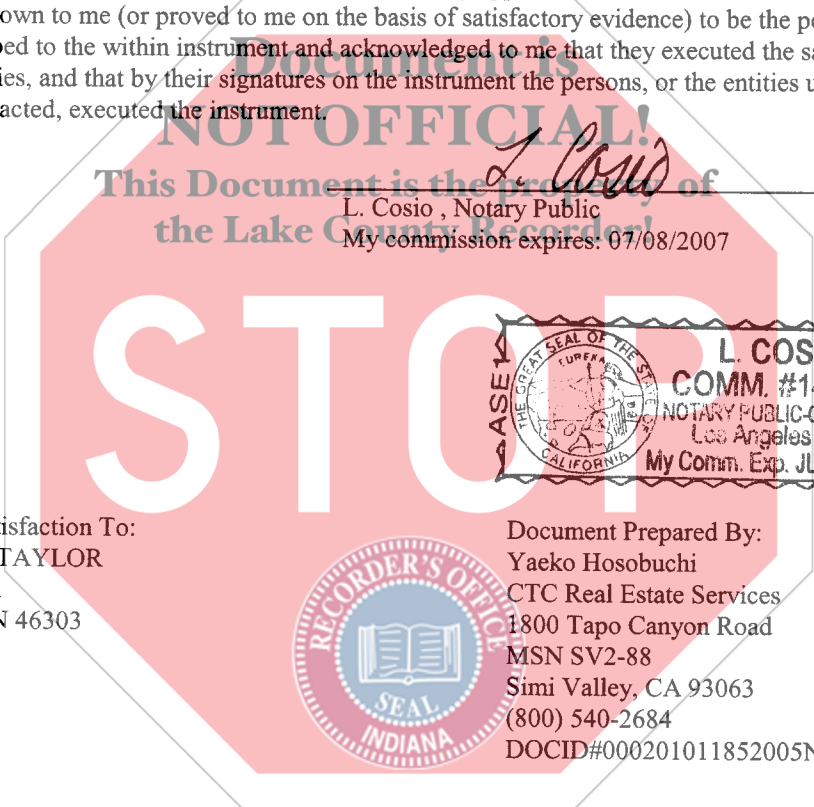 own to me (or proved to me on the basis of satisfactory evidence) to be the pe
bed to the within instrument and acknowledged to me that they executed the sa
ies, and that by their signatures on the instrument the persons, or the entities u
acted, executed the instrument.
Document is
NOT OFFICIAL!
This Document is the property of
the Lake County Recorder!
L. Cosio
L. Cosio , Notary Public
My commission expires: 07/08/2007
STOP
ASE
THE GREAT SEAL OF THE STATE OF
EUREKA
CALIFORNIA
L. COS
COMM. #14
NOTARY PUBLIC-C
Los Angeles
My Comm. Exp. JU
tisfaction To:
TAYLOR
N 46303
Document Prepared By:
Yaeko Hosobuchi
CTC Real Estate Services
1800 Tapo Canyon Road
MSN SV2-88
Simi Valley, CA 93063
(800) 540-2684
DOCID#000201011852005N
RECORDER'S OFFICE
SEAL
INDIANA